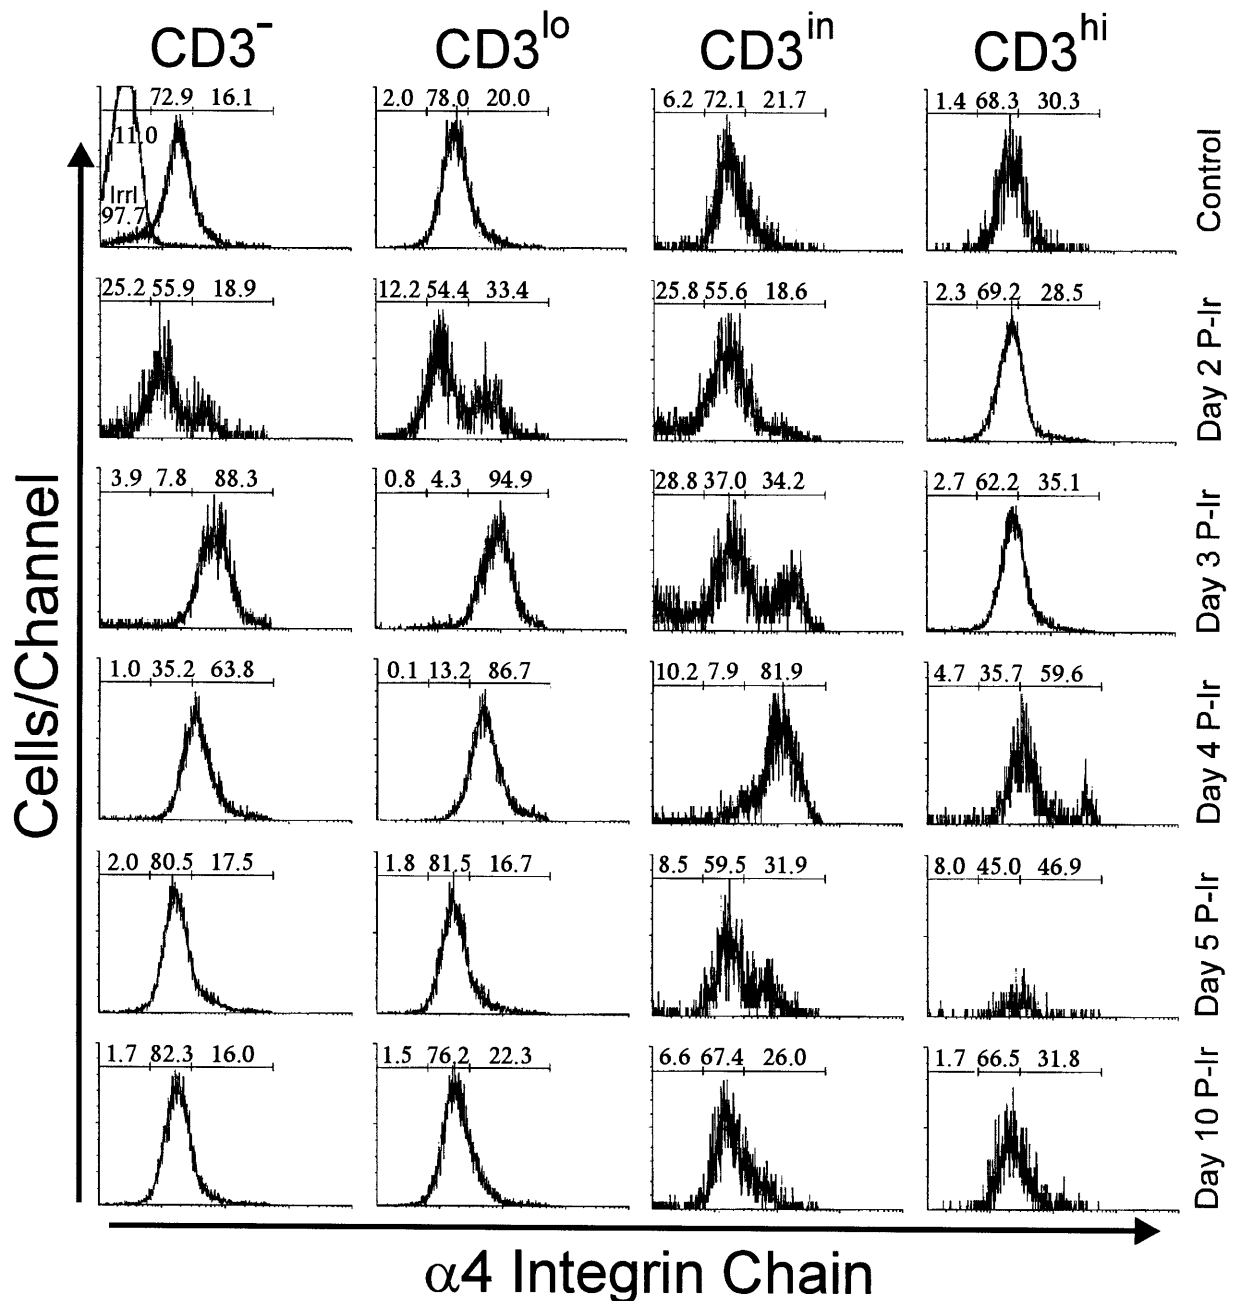 CD3⁻ CD3ˡᵒ CD3ⁱⁿ CD3ʰⁱ
72.9 16.1 2.0 78.0 20.0 6.2 72.1 21.7 1.4 68.3 30.3
11.0
Irrl
97.7
Control
25.2 55.9 18.9 12.2 54.4 33.4 25.8 55.6 18.6 2.3 69.2 28.5
Day 2 P-Ir
3.9 7.8 88.3 0.8 4.3 94.9 28.8 37.0 34.2 2.7 62.2 35.1
Day 3 P-Ir
1.0 35.2 63.8 0.1 13.2 86.7 10.2 7.9 81.9 4.7 35.7 59.6
Day 4 P-Ir
2.0 80.5 17.5 1.8 81.5 16.7 8.5 59.5 31.9 8.0 45.0 46.9
Day 5 P-Ir
1.7 82.3 16.0 1.5 76.2 22.3 6.6 67.4 26.0 1.7 66.5 31.8
Day 10 P-Ir
Cells/Channel
α4 Integrin Chain